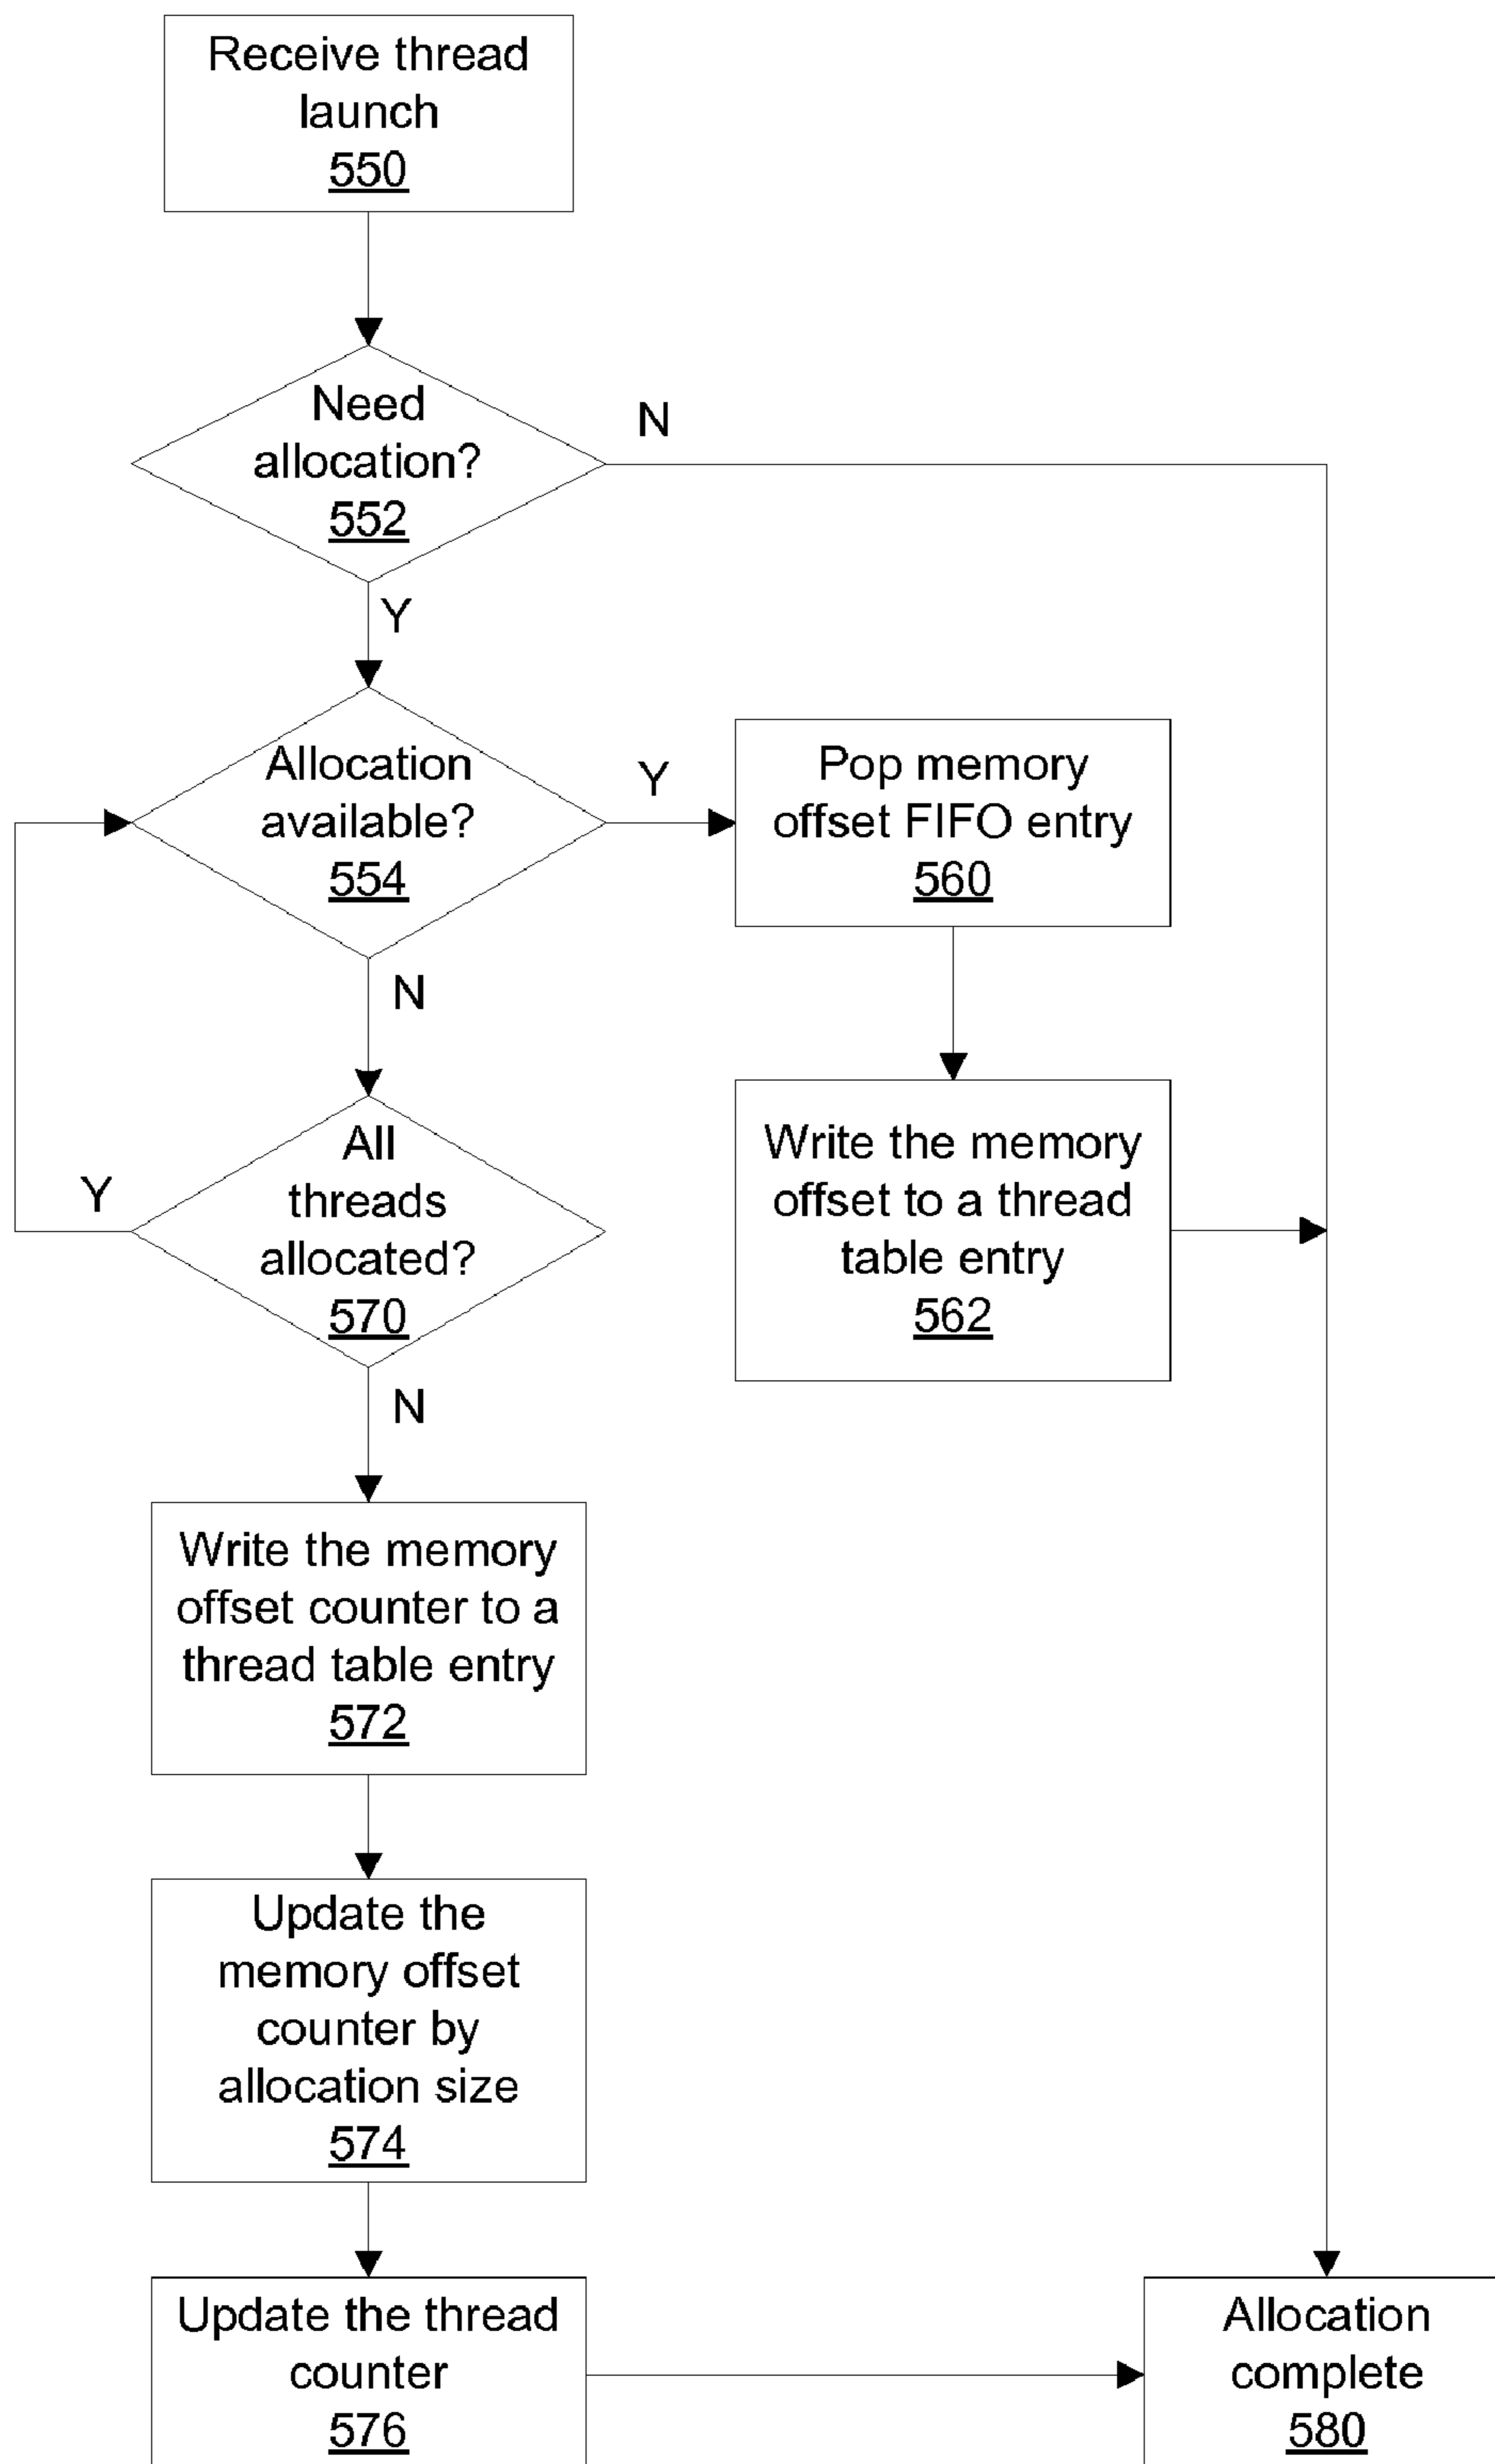 Receive thread
launch
550
Need
allocation?
552
N
Y
Allocation
available?
554
Y
Pop memory
offset FIFO entry
560
N
All
threads
allocated?
570
Y
Write the memory
offset to a thread
table entry
562
N
Write the memory
offset counter to a
thread table entry
572
Update the
memory offset
counter by
allocation size
574
Update the thread
counter
576
Allocation
complete
580